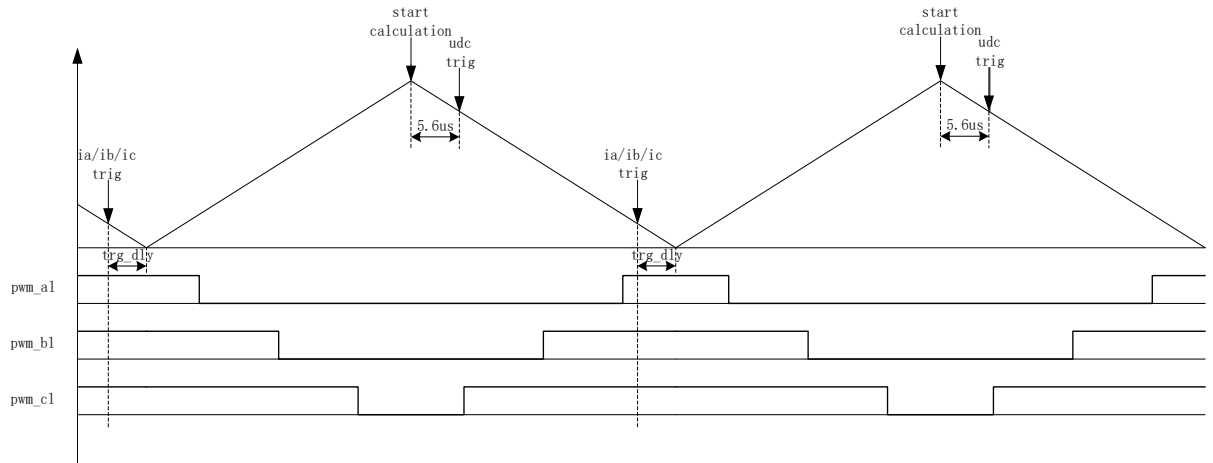 start
calculation
udc
trig
5.6us
start
calculation
udc
trig
5.6us
ia/ib/ic
trig
ia/ib/ic
trig
trg_dly
trg_dly
pwm_al
pwm_bl
pwm_cl